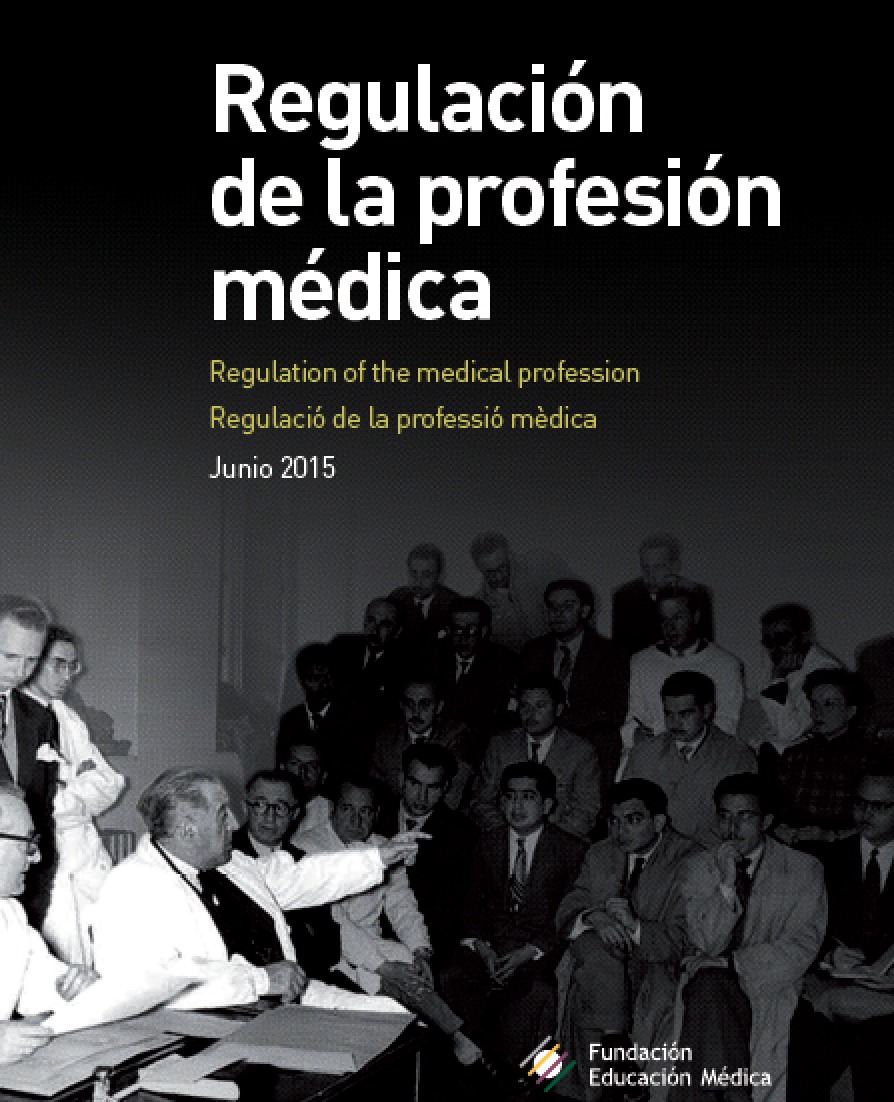 Regulación
de la profesión
médica
Regulation of the medical profession
Regulació de la professió mèdica
Junio 2015
Fundación
Educación Médica